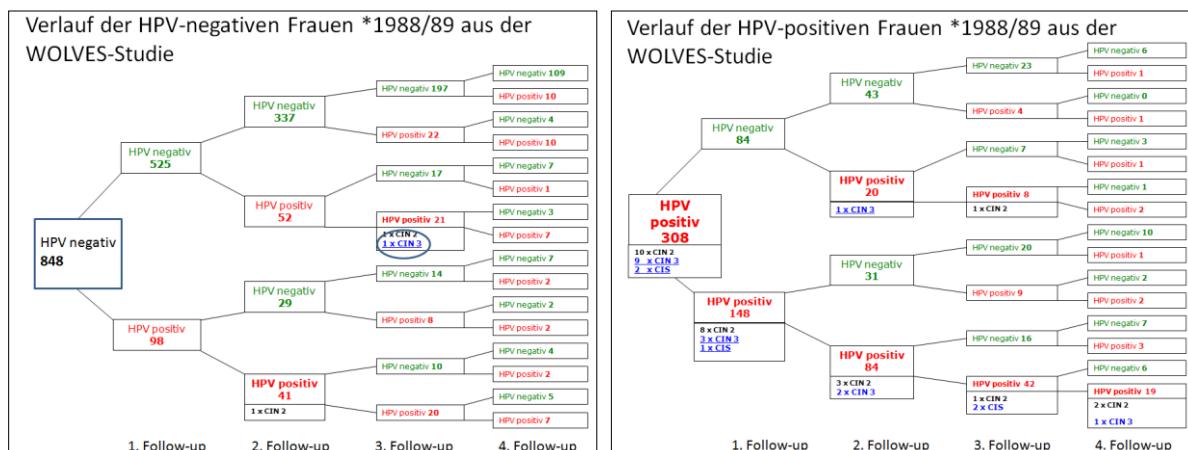 Verlauf der HPV-negativen Frauen *1988/89 aus der
WOLVES-Studie
HPV negativ
848
HPV negativ
525
HPV positiv
98
HPV negativ
337
HPV positiv
52
HPV negativ
29
HPV positiv
41
1 x CIN 2
HPV negativ 197
HPV positiv 22
HPV negativ 17
HPV positiv 21
1 x CIN 2
1 x CIN 3
HPV negativ 14
HPV positiv 8
HPV negativ 10
HPV positiv 20
HPV negativ 109
HPV positiv 10
HPV negativ 4
HPV positiv 10
HPV negativ 7
HPV positiv 1
HPV negativ 3
HPV positiv 7
HPV negativ 7
HPV positiv 2
HPV negativ 2
HPV positiv 2
HPV negativ 4
HPV positiv 2
HPV negativ 5
HPV positiv 7
1. Follow-up 2. Follow-up 3. Follow-up 4. Follow-up
Verlauf der HPV-positiven Frauen *1988/89 aus der
WOLVES-Studie
HPV
positiv
308
10 x CIN 2
9 x CIN 3
2 x CIS
HPV negativ
84
HPV positiv
148
8 x CIN 2
3 x CIN 3
1 x CIS
HPV negativ
43
HPV positiv
20
1 x CIN 3
HPV negativ
31
HPV positiv
84
3 x CIN 2
2 x CIN 3
HPV negativ 23
HPV positiv 4
HPV negativ 7
HPV positiv 8
1 x CIN 2
HPV negativ 20
HPV positiv 9
HPV negativ 16
HPV positiv 42
1 x CIN 2
2 x CIS
HPV negativ 6
HPV positiv 1
HPV negativ 0
HPV positiv 1
HPV negativ 3
HPV positiv 1
HPV negativ 1
HPV positiv 2
HPV negativ 10
HPV positiv 1
HPV negativ 2
HPV positiv 2
HPV negativ 7
HPV positiv 3
HPV negativ 6
HPV positiv 19
2 x CIN 2
1 x CIN 3
1. Follow-up 2. Follow-up 3. Follow-up 4. Follow-up